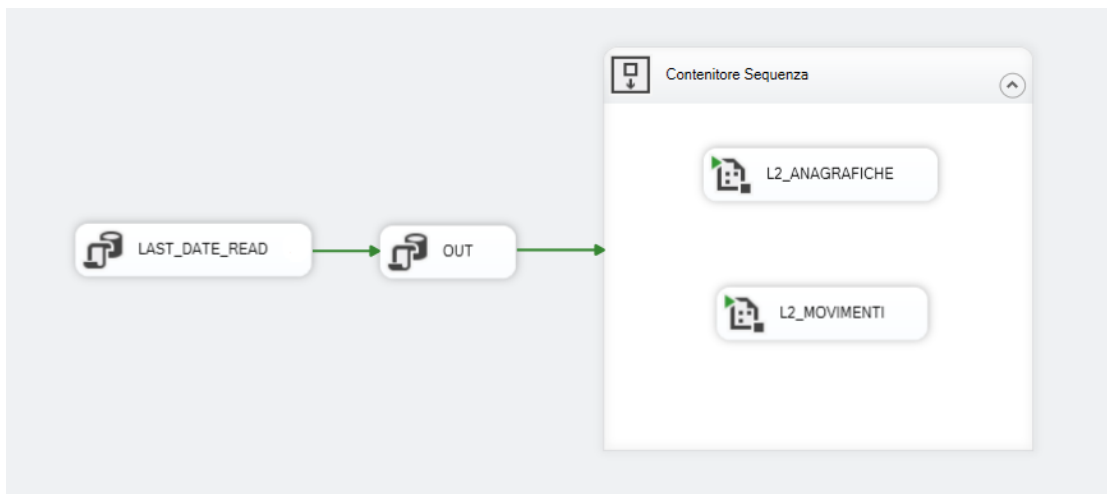 Contenitore Sequenza
L2_ANAGRAFICHE
LAST_DATE_READ
OUT
L2_MOVIMENTI